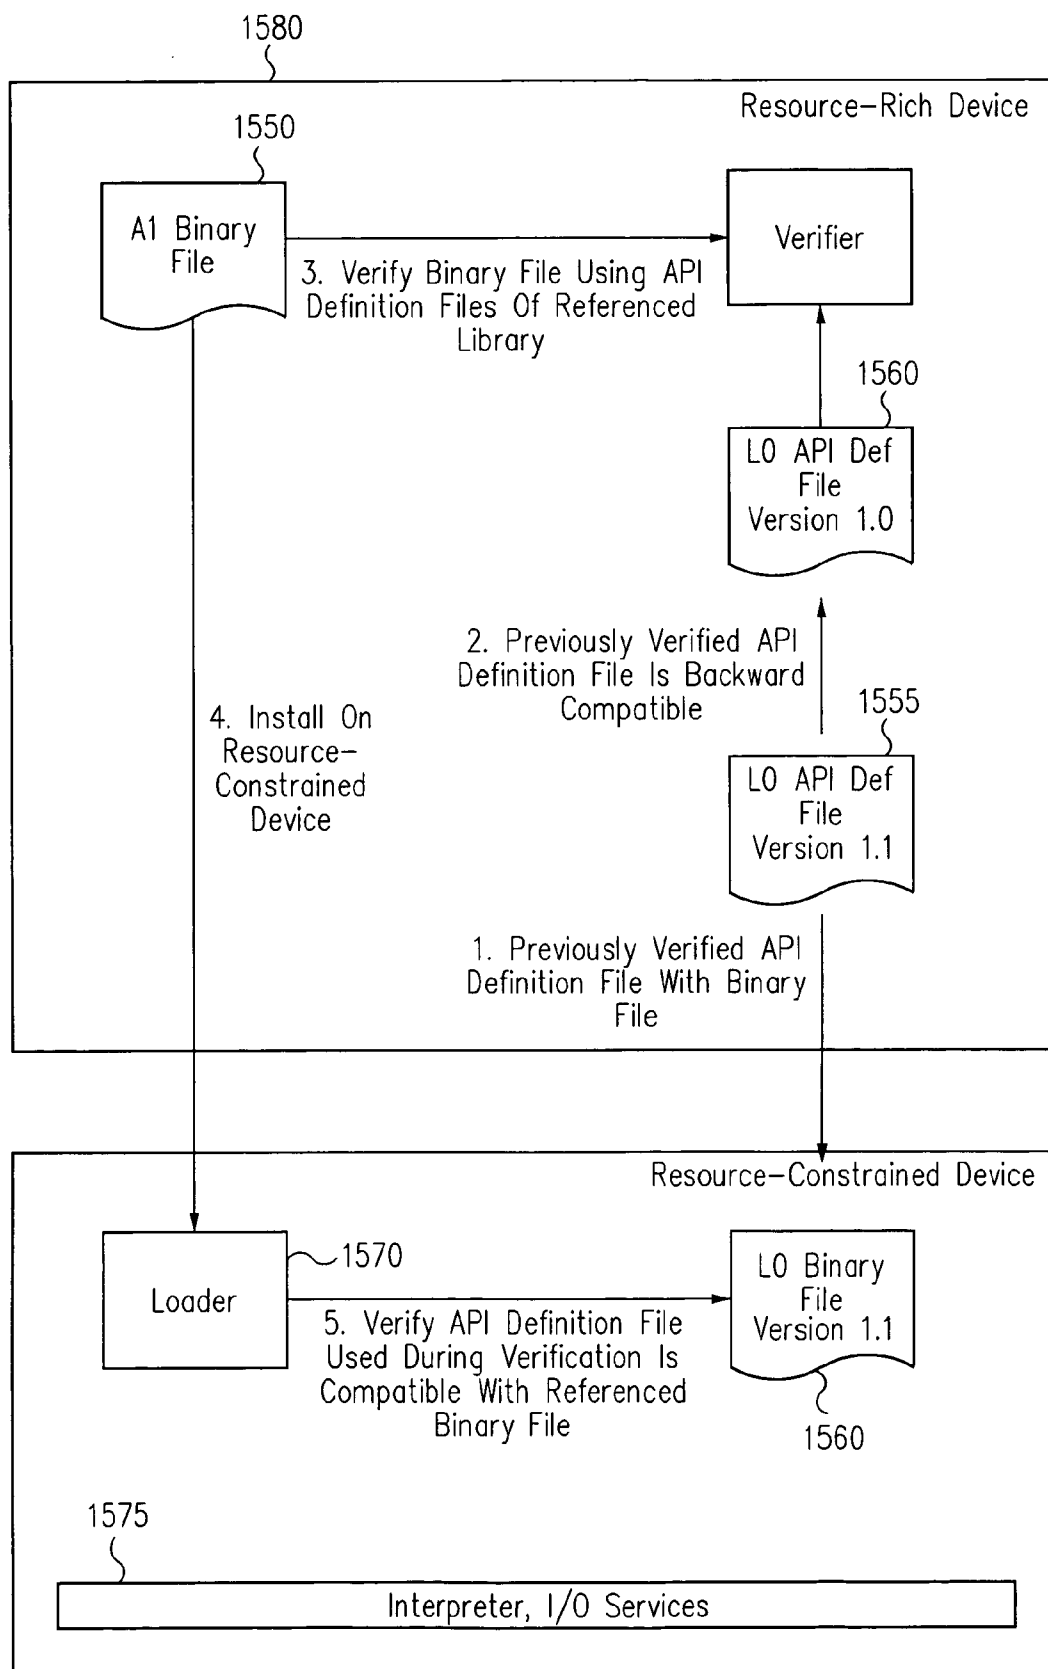 1580
Resource-Rich Device
1550
A1 Binary
File
Verifier
3. Verify Binary File Using API
Definition Files Of Referenced
Library
1560
L0 API Def
File
Version 1.0
2. Previously Verified API
Definition File Is Backward
Compatible
1555
4. Install On
Resource-
Constrained
Device
L0 API Def
File
Version 1.1
1. Previously Verified API
Definition File With Binary
File
Resource-Constrained Device
1570
Loader
L0 Binary
File
Version 1.1
5. Verify API Definition File
Used During Verification Is
Compatible With Referenced
Binary File
1560
1575
Interpreter, I/O Services